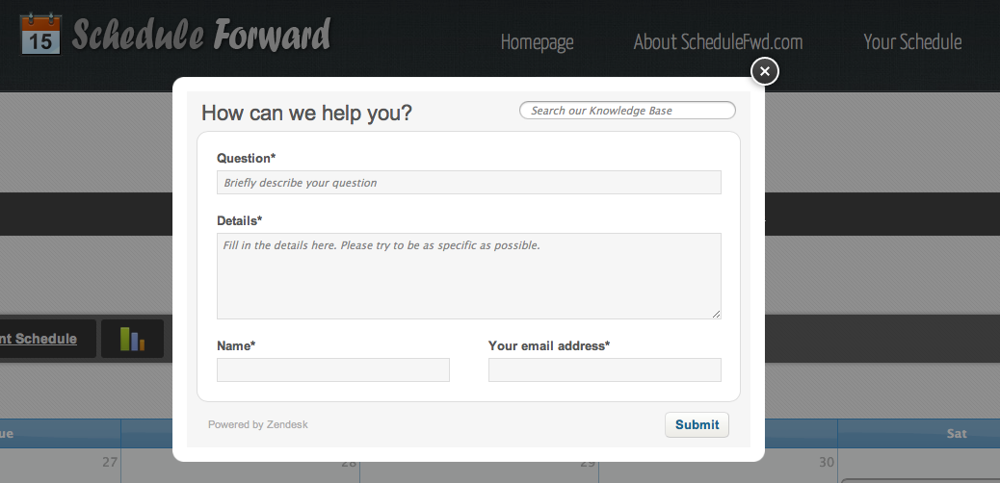 15 Schedule Forward
Homepage About ScheduleFwd.com Your Schedule
How can we help you?
Search our Knowledge Base
Question*
Briefly describe your question
Details*
Fill in the details here. Please try to be as specific as possible.
Name* Your email address*
Powered by Zendesk
Submit
nt Schedule
ue Sat
27 28 29 30